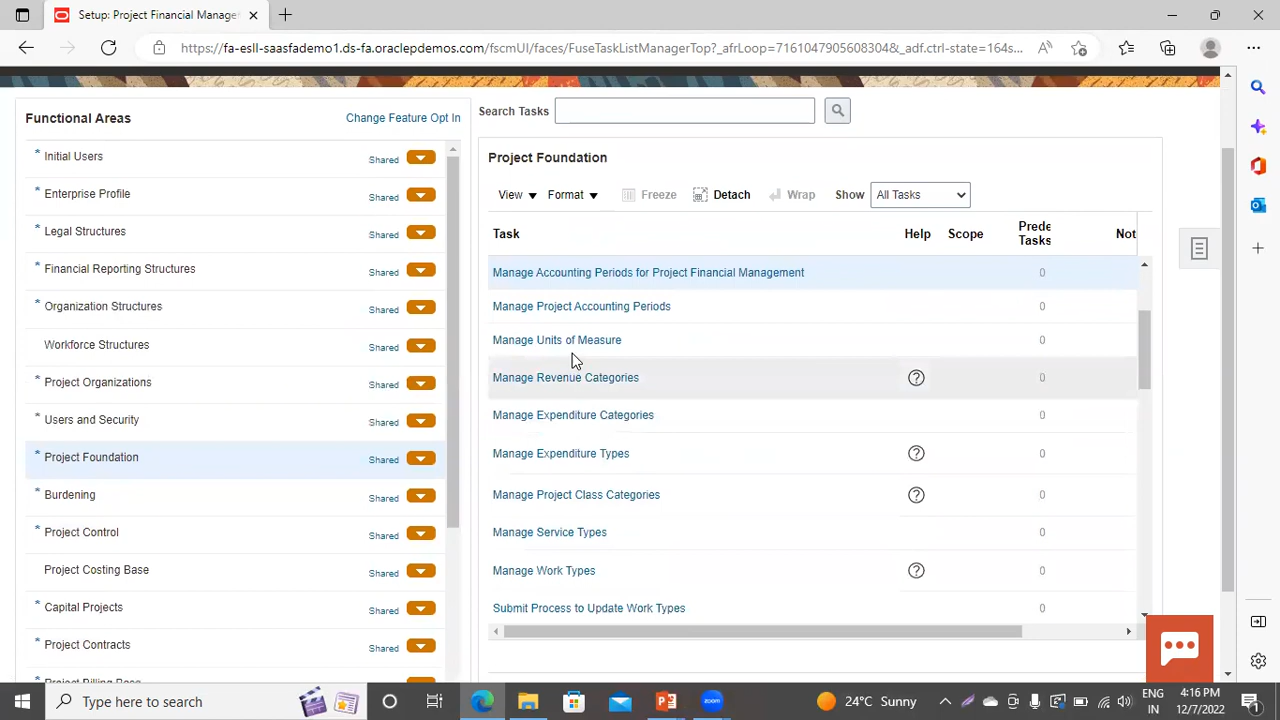 Setup: Project Financial Manage
https://fa-esll-saasfademo1.ds-fa.oraclepdemos.com/fscmUI/faces/FuseTaskListManagerTop?_afrLoop=71610479056083048&_adf.ctrl-state=164s...
Functional Areas
Change Feature Opt In
* Initial Users Shared
* Enterprise Profile Shared
* Legal Structures Shared
* Financial Reporting Structures Shared
* Organization Structures Shared
Workforce Structures Shared
* Project Organizations Shared
* Users and Security Shared
* Project Foundation Shared
* Burdening Shared
* Project Control Shared
Project Costing Base Shared
* Capital Projects Shared
* Project Contracts Shared
* Project Billing Base
Search Tasks
Project Foundation
View Format Freeze Detach Wrap Show All Tasks
Task Help Scope Prede Tasks Not
Manage Accounting Periods for Project Financial Management 0
Manage Project Accounting Periods 0
Manage Units of Measure 0
Manage Revenue Categories ? 0
Manage Expenditure Categories 0
Manage Expenditure Types ? 0
Manage Project Class Categories ? 0
Manage Service Types 0
Manage Work Types ? 0
Submit Process to Update Work Types 0
Type here to search
zoom
24°C Sunny
ENG IN
4:16 PM
12/7/2022
1